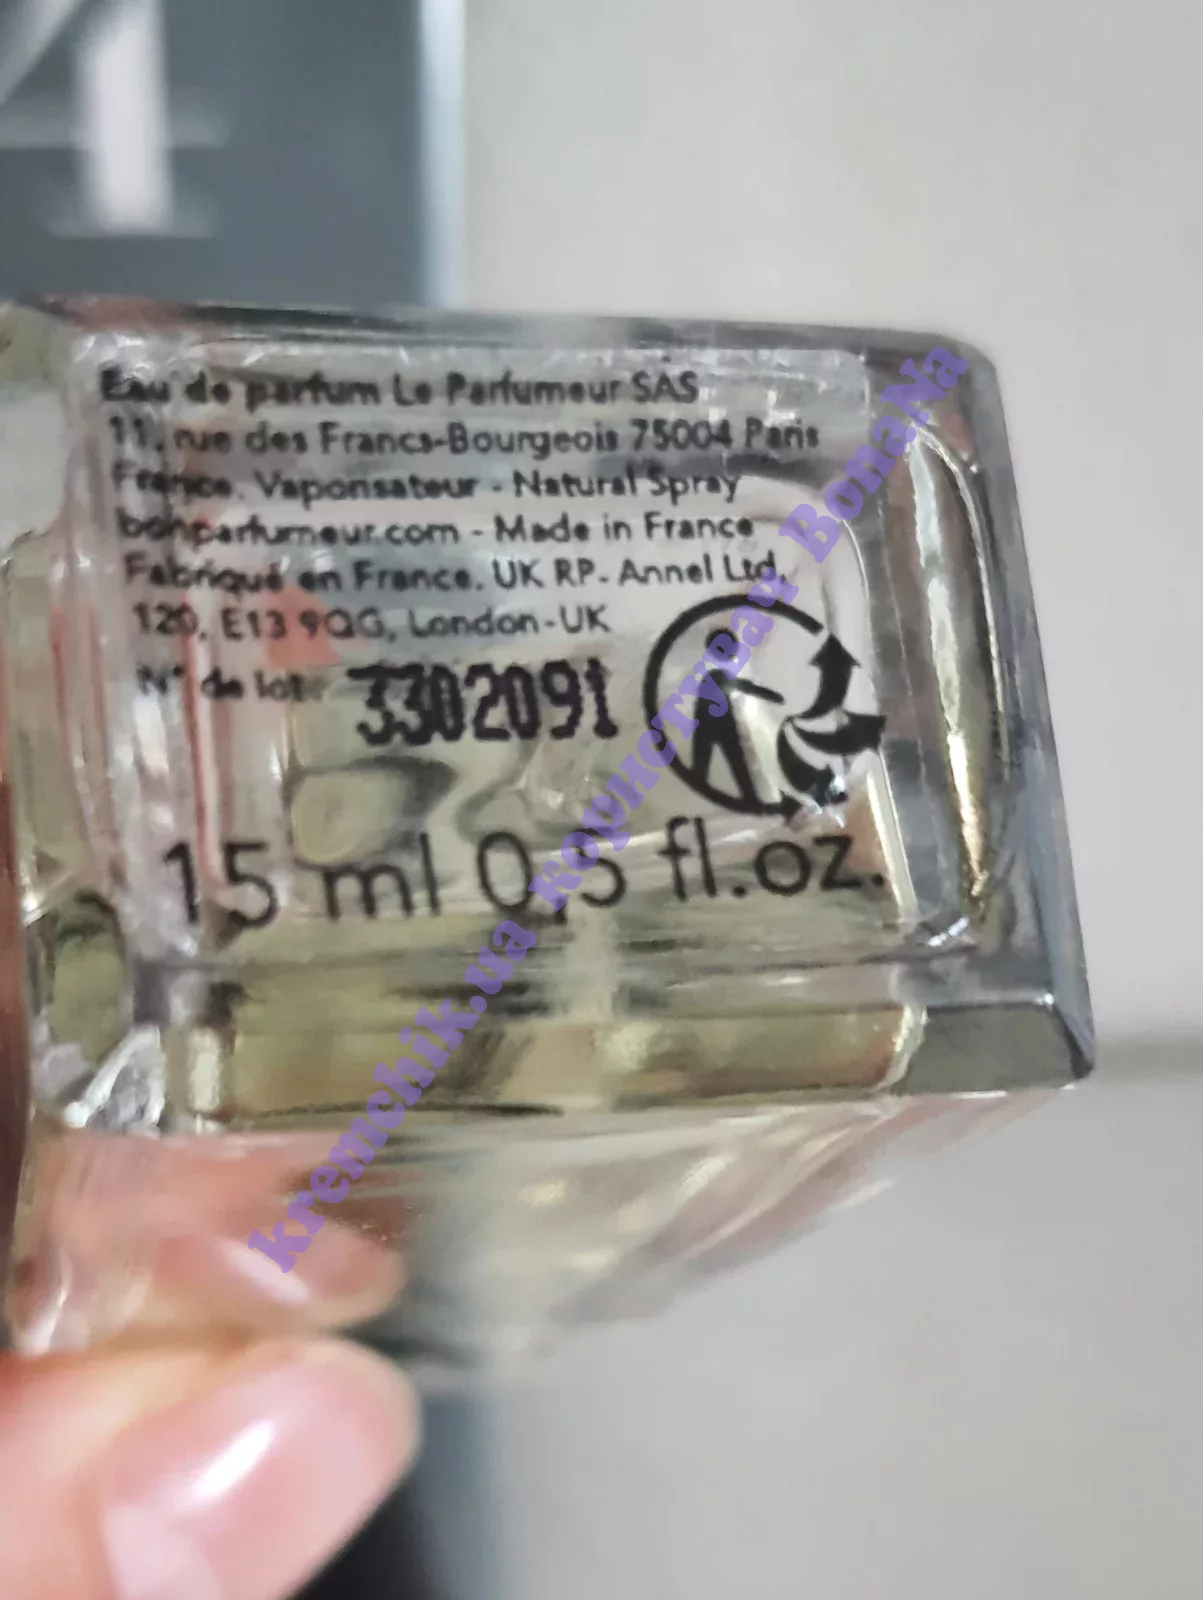 4
Eau de parfum Le Parfumeur SAS
11, rue des Francs-Bourgeois 75004 Paris
France. Vaporisateur - Natural Spray
bonparfumeur.com - Made in France
Fabriqué en France. UK RP- Annel Ltd,
120, E13 9QG, London-UK
N° de lot: 3302091
15 ml 0,5 fl.oz.
kremchik.ua користувач BonaNa